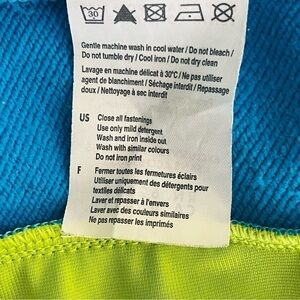 30
Gentle machine wash in cool water / Do not bleach /
Do not tumble dry / Cool iron / Do not dry clean
Lavage en machine délicat à 30°C / Ne pas utiliser
agent de blanchiment / Séchage interdit / Repassage
doux / Nettoyage à sec interdit
US Close all fastenings
Use only mild detergent
Wash and iron inside out
Wash with similar colours
Do not iron print
F Fermer toutes les fermetures éclairs
Utiliser uniquement des détergents pour
textiles délicats
Laver et repasser à l'envers
Laver avec des couleurs similaires
Ne pas repasser les imprimés